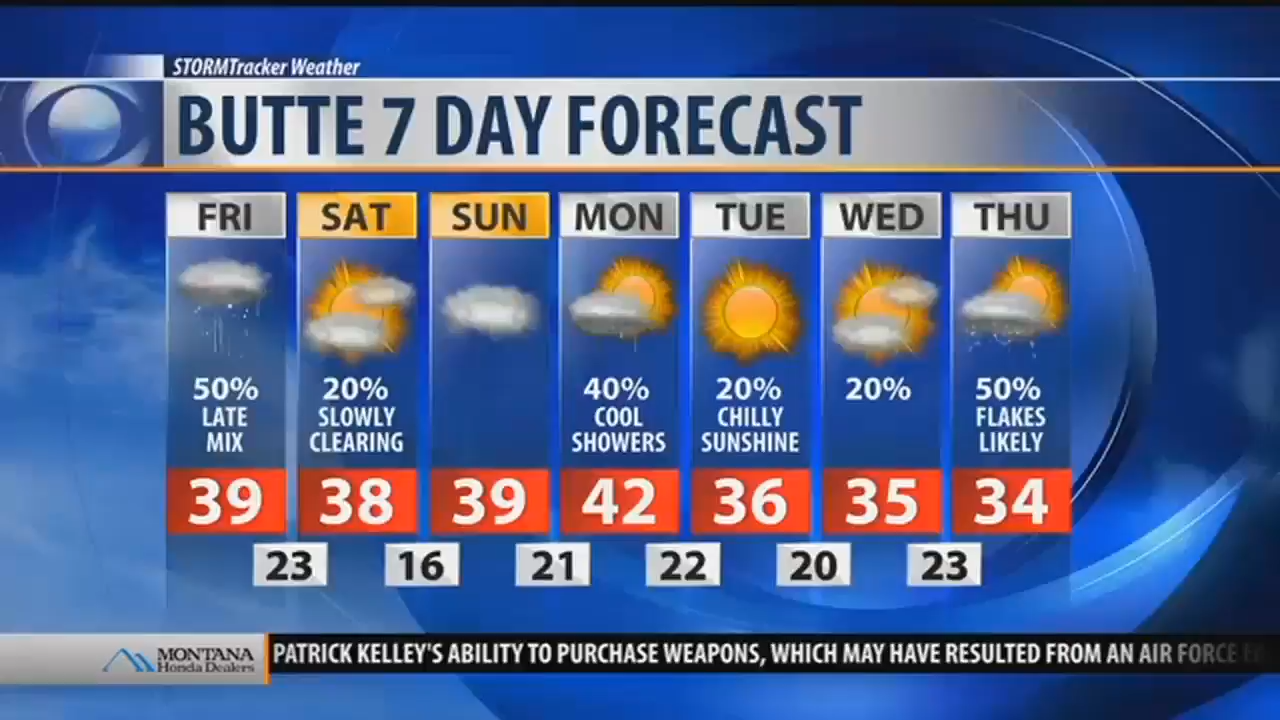 STORMTracker Weather
BUTTE 7 DAY FORECAST
FRI SAT SUN MON TUE WED THU
50% 20% 40% 20% 20% 50%
LATE SLOWLY COOL CHILLY FLAKES
MIX CLEARING SHOWERS SUNSHINE LIKELY
39 38 39 42 36 35 34
23 16 21 22 20 23
MONTANA
Honda Dealers
PATRICK KELLEY'S ABILITY TO PURCHASE WEAPONS, WHICH MAY HAVE RESULTED FROM AN AIR FORCE